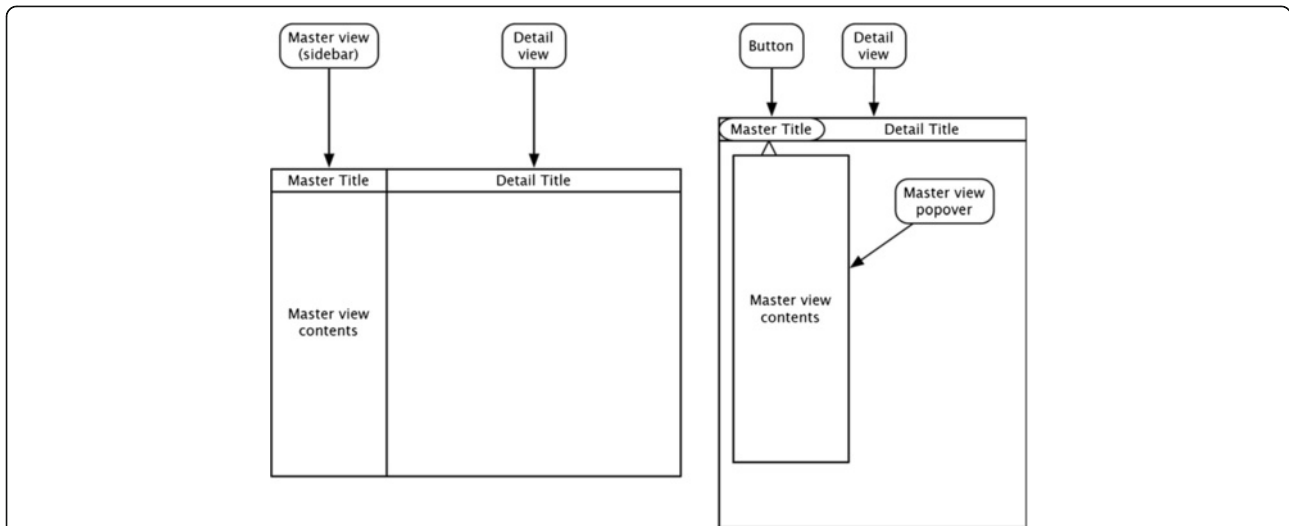 Master view
(sidebar)
Detail
view
Master Title
Detail Title
Master view
contents
Button
Detail
view
Master Title
Detail Title
Master view
popover
Master view
contents